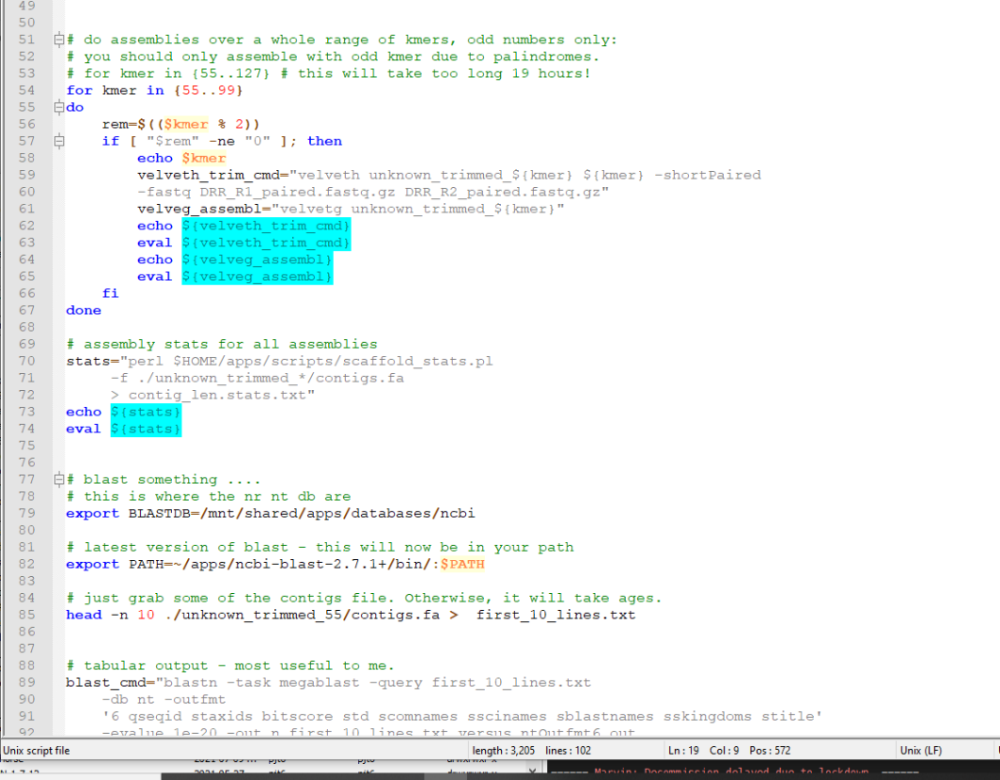 49
50
51 # do assemblies over a whole range of kmers, odd numbers only:
52 # you should only assemble with odd kmer due to palindromes.
53 # for kmer in {55..127} # this will take too long 19 hours!
54 for kmer in {55..99}
55 do
56 rem=$(($kmer % 2))
57 if [ "$rem" -ne "0" ]; then
58 echo $kmer
59 velveth_trim_cmd="velveth unknown_trimmed_${kmer} ${kmer} -shortPaired
60 -fastq DRR_R1_paired.fastq.gz DRR_R2_paired.fastq.gz"
61 velveg_assembl="velvetg unknown_trimmed_${kmer}"
62 echo ${velveth_trim_cmd}
63 eval ${velveth_trim_cmd}
64 echo ${velveg_assembl}
65 eval ${velveg_assembl}
66 fi
67 done
68
69 # assembly stats for all assemblies
70 stats="perl $HOME/apps/scripts/scaffold_stats.pl
71 -f ./unknown_trimmed_*/contigs.fa
72 > contig_len.stats.txt"
73 echo ${stats}
74 eval ${stats}
75
76
77 # blast something ....
78 # this is where the nr nt db are
79 export BLASTDB=/mnt/shared/apps/databases/ncbi
80
81 # latest version of blast - this will now be in your path
82 export PATH=~/apps/ncbi-blast-2.7.1+/bin/:$PATH
83
84 # just grab some of the contigs file. Otherwise, it will take ages.
85 head -n 10 ./unknown_trimmed_55/contigs.fa > first_10_lines.txt
86
87
88 # tabular output - most useful to me.
89 blast_cmd="blastn -task megablast -query first_10_lines.txt
90 -db nt -outfmt
91 '6 qseqid staxids bitscore std scomnames sscinames sblastnames sskingdoms stitle'
92 -evalue 1e-20 -out n.first_10_lines.txt_versus_ntOutfmt6.out
Unix script file length : 3,205 lines : 102 Ln : 19 Col : 9 Pos : 572 Unix (LF)
------ Marvin: Decommission delayed due to lockdown ------